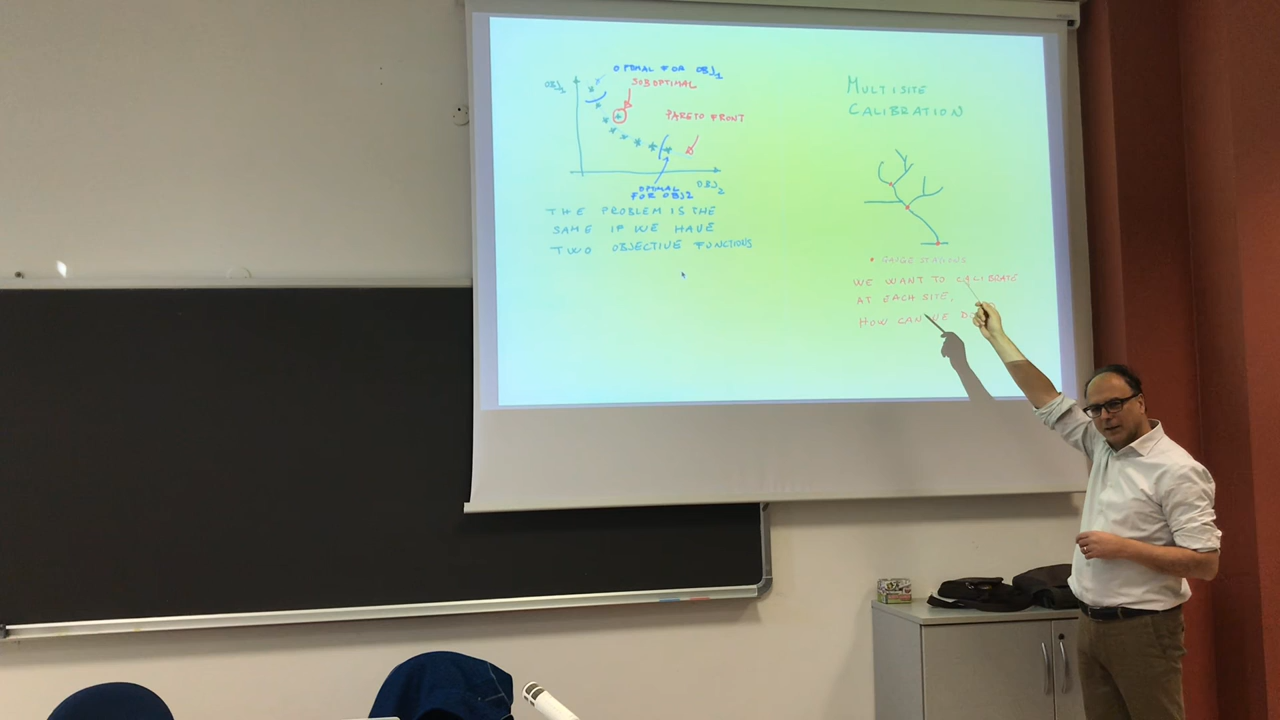 OPTIMAL FOR OBJ1
OBJ1
SUBOPTIMAL
PARETO FRONT
OPTIMAL
FOR OBJ2
OBJ2
THE PROBLEM IS THE
SAME IF WE HAVE
TWO OBJECTIVE FUNCTIONS
MULTISITE
CALIBRATION
GAUGE STATIONS
WE WANT TO CALIBRATE
AT EACH SITE,
HOW CAN WE